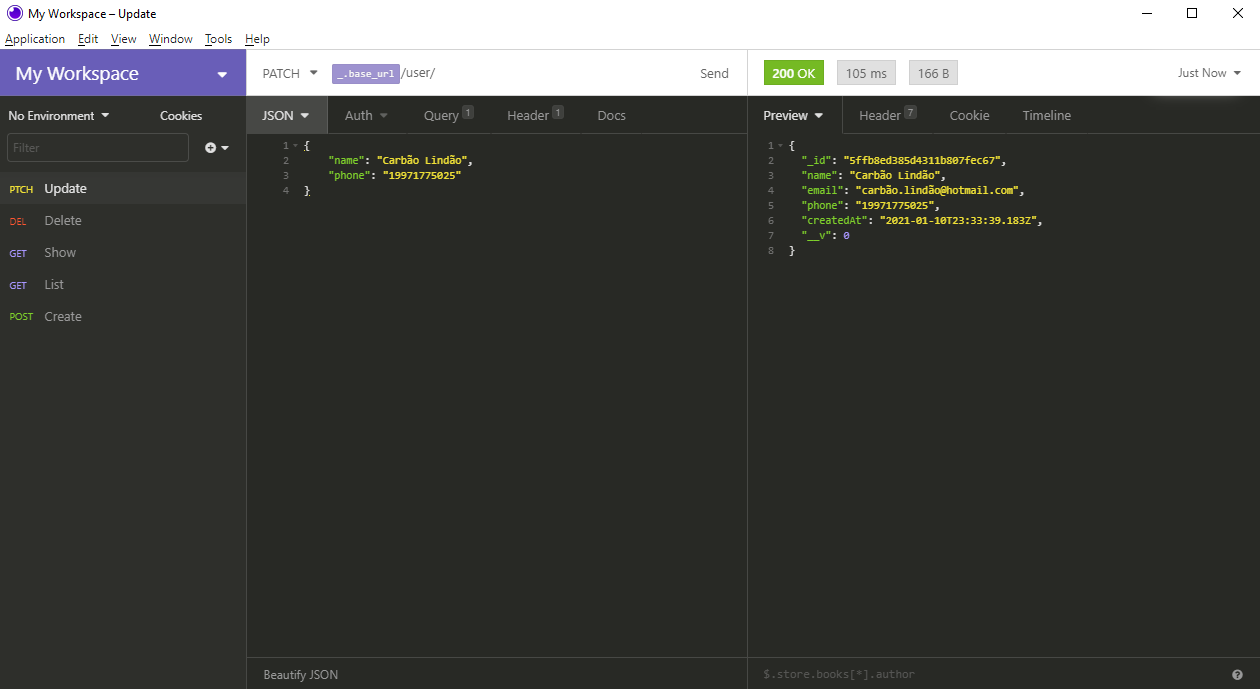 My Workspace – Update
Application Edit View Window Tools Help
My Workspace
PATCH _.base_url /user/ Send
200 OK 105 ms 166 B Just Now
No Environment Cookies
Filter
PTCH Update
DEL Delete
GET Show
GET List
POST Create
JSON Auth Query 1 Header 1 Docs
1 {
2 "name": "Carbão Lindão",
3 "phone": "19971775025"
4 }
Beautify JSON
Preview Header 7 Cookie Timeline
1 {
2 "_id": "5ffb8ed385d4311b807fec67",
3 "name": "Carbão Lindão",
4 "email": "carbão.lindão@hotmail.com",
5 "phone": "19971775025",
6 "createdAt": "2021-01-10T23:33:39.183Z",
7 "__v": 0
8 }
$.store.books[*].author